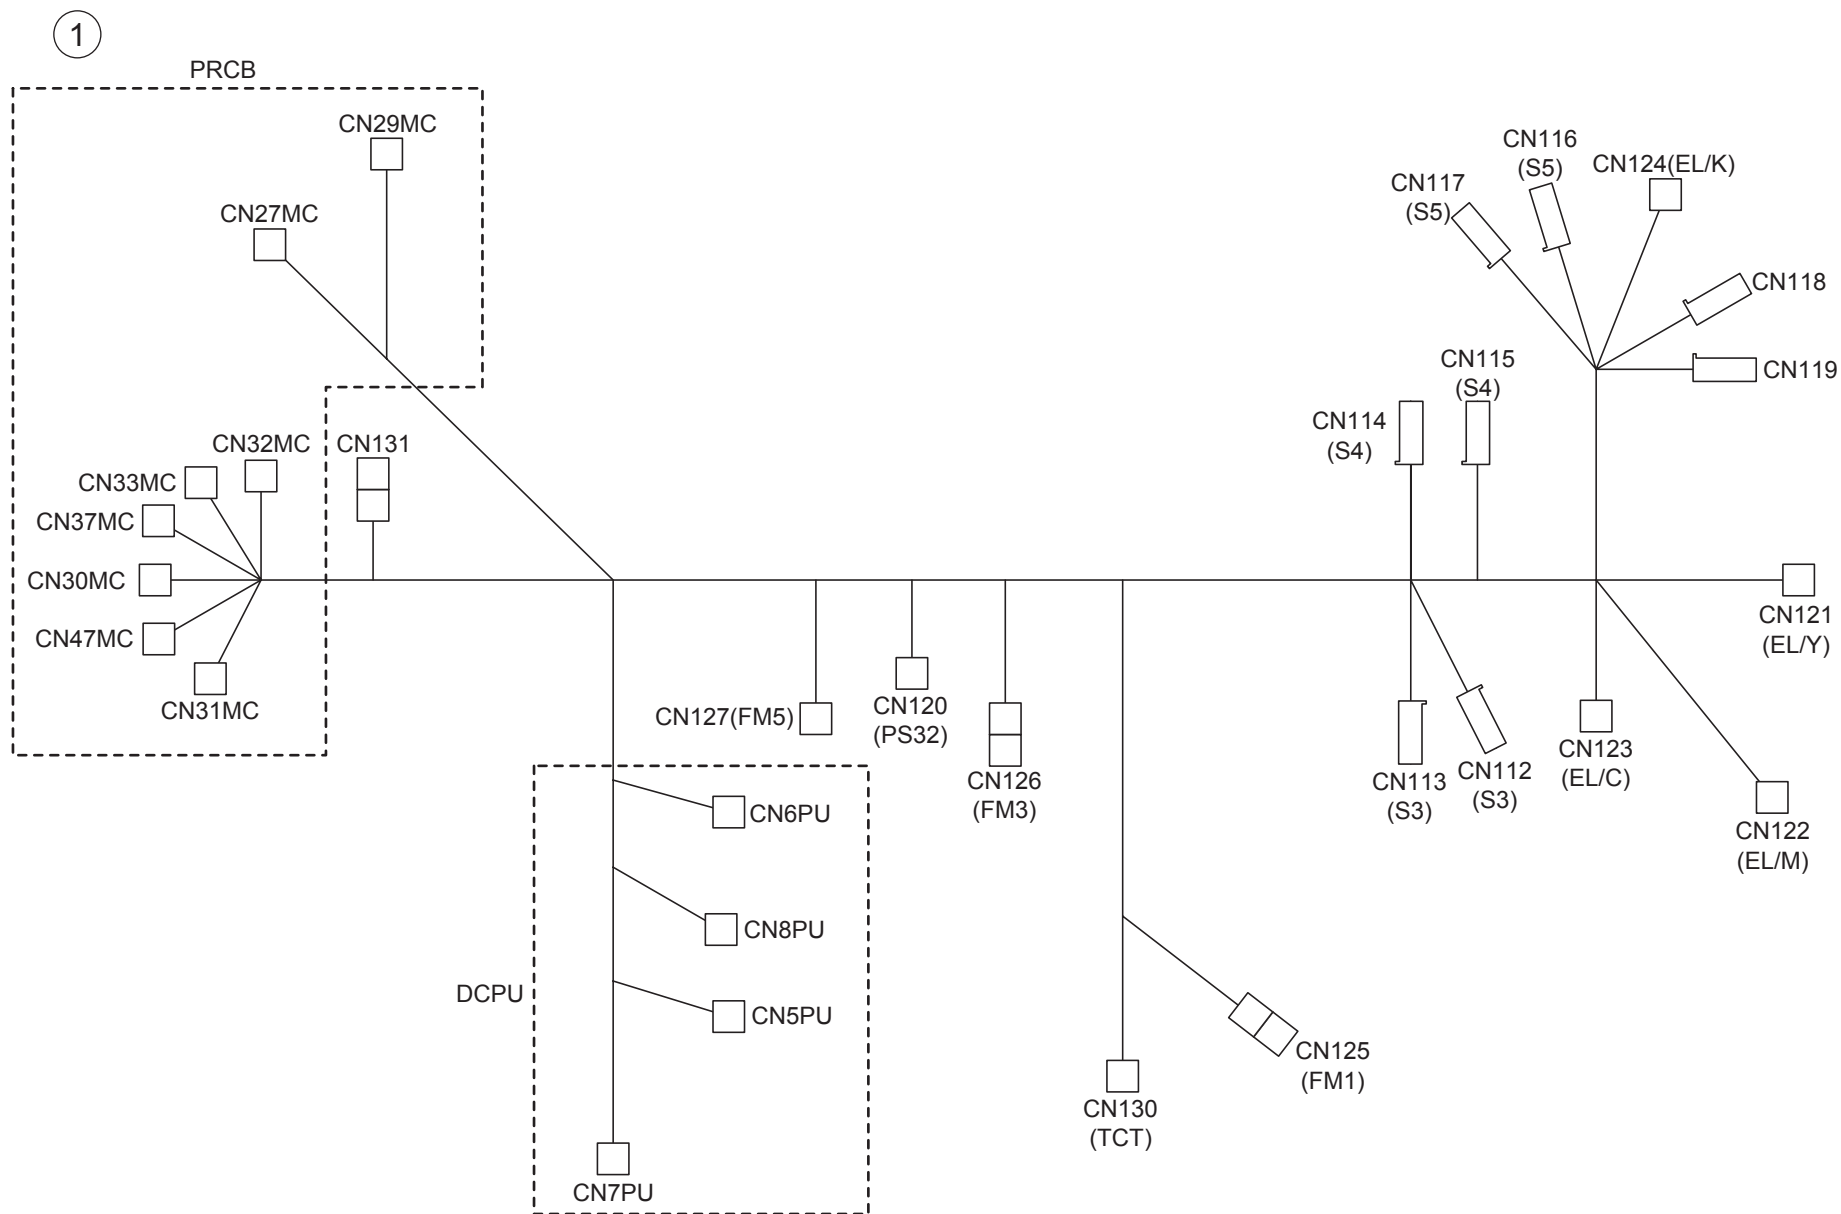 1
PRCB
CN29MC
CN27MC
CN116
(S5)
CN124(EL/K)
CN117
(S5)
CN118
CN115
(S4)
CN119
CN114
(S4)
CN32MC
CN131
CN33MC
CN37MC
CN30MC
CN47MC
CN31MC
CN121
(EL/Y)
CN127(FM5)
CN120
(PS32)
CN126
(FM3)
CN113
(S3)
CN112
(S3)
CN123
(EL/C)
CN122
(EL/M)
CN6PU
CN8PU
DCPU
CN5PU
CN125
(FM1)
CN130
(TCT)
CN7PU